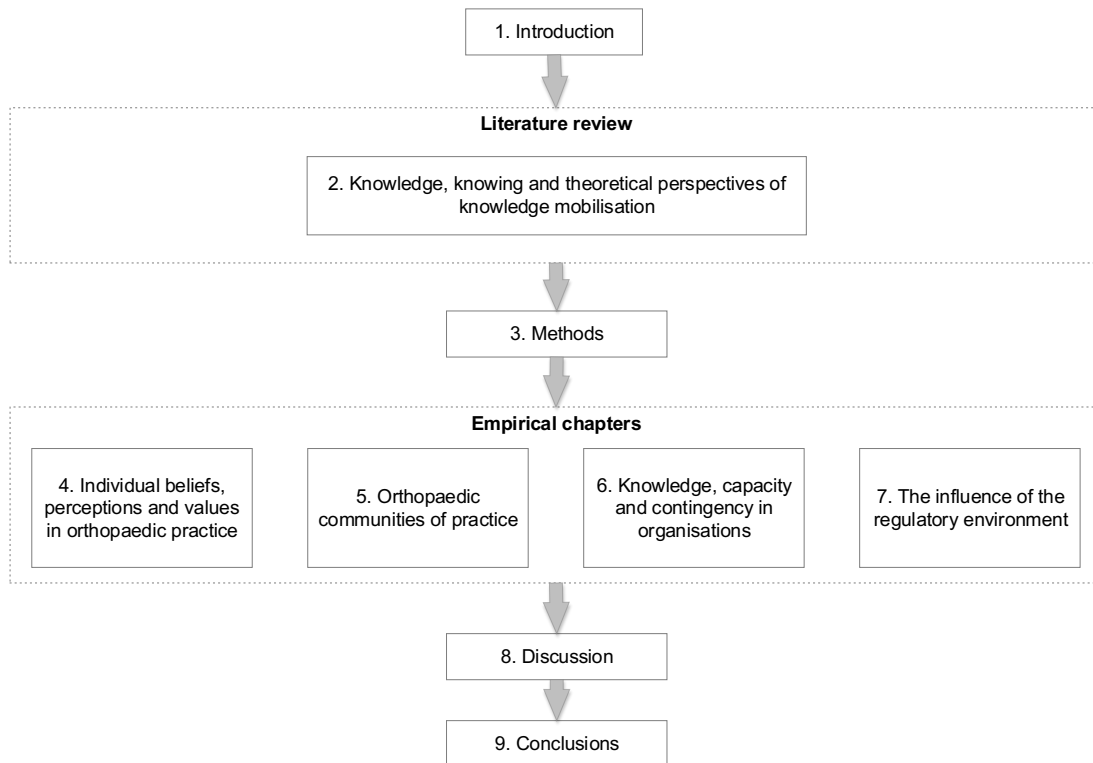 1. Introduction
Literature review
2. Knowledge, knowing and theoretical perspectives of
knowledge mobilisation
3. Methods
Empirical chapters
4. Individual beliefs,
perceptions and values
in orthopaedic practice
5. Orthopaedic
communities of practice
6. Knowledge, capacity
and contingency in
organisations
7. The influence of the
regulatory environment
8. Discussion
9. Conclusions